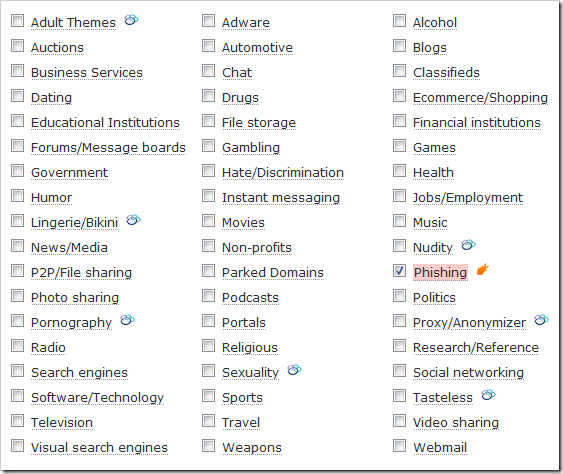 Adult Themes Adware Alcohol
Auctions Automotive Blogs
Business Services Chat Classifieds
Dating Drugs Ecommerce/Shopping
Educational Institutions File storage Financial institutions
Forums/Message boards Gambling Games
Government Hate/Discrimination Health
Humor Instant messaging Jobs/Employment
Lingerie/Bikini Movies Music
News/Media Non-profits Nudity
P2P/File sharing Parked Domains Phishing
Photo sharing Podcasts Politics
Pornography Portals Proxy/Anonymizer
Radio Religious Research/Reference
Search engines Sexuality Social networking
Software/Technology Sports Tasteless
Television Travel Video sharing
Visual search engines Weapons Webmail